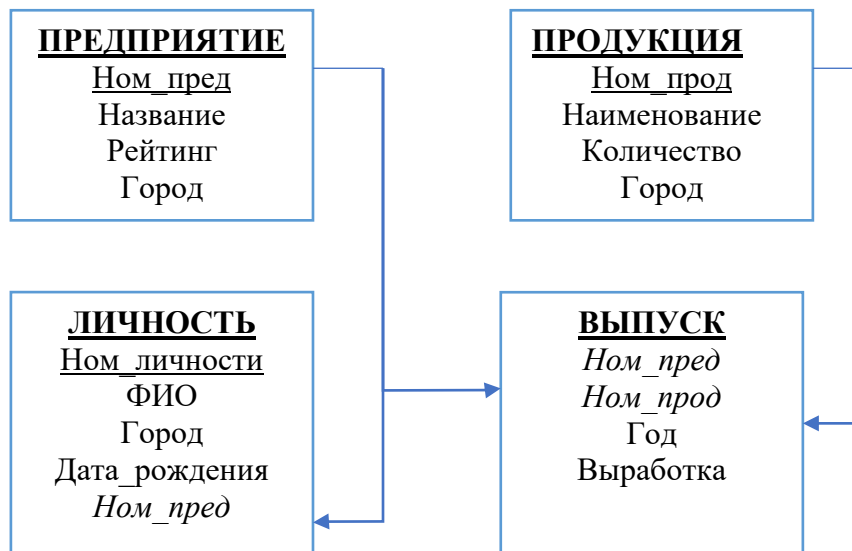 ПРЕДПРИЯТИЕ
Ном_пред
Название
Рейтинг
Город
ПРОДУКЦИЯ
Ном_прод
Наименование
Количество
Город
ЛИЧНОСТЬ
Ном_личности
ФИО
Город
Дата_рождения
Ном_пред
ВЫПУСК
Ном_пред
Ном_прод
Год
Выработка